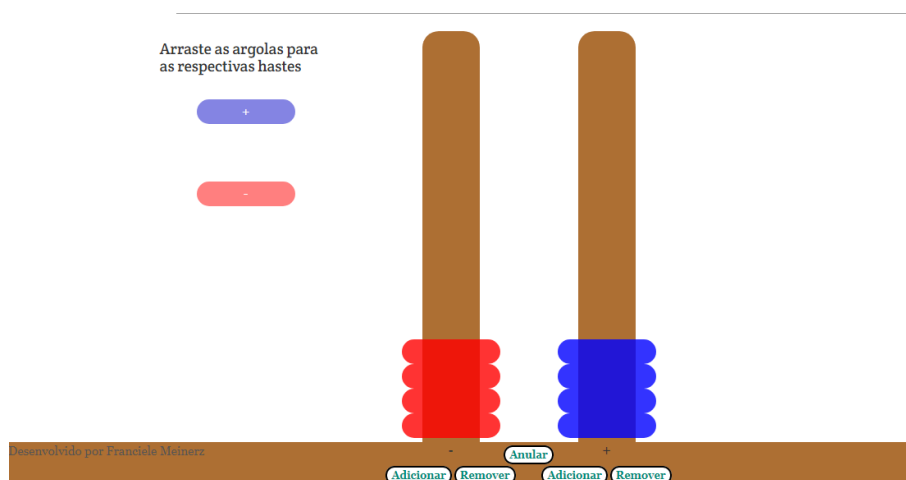 Arraste as argolas para
as respectivas hastes
+
-
Desenvolvido por Franciele Meinerz
-
Anular
+
Adicionar Remover Adicionar Remover